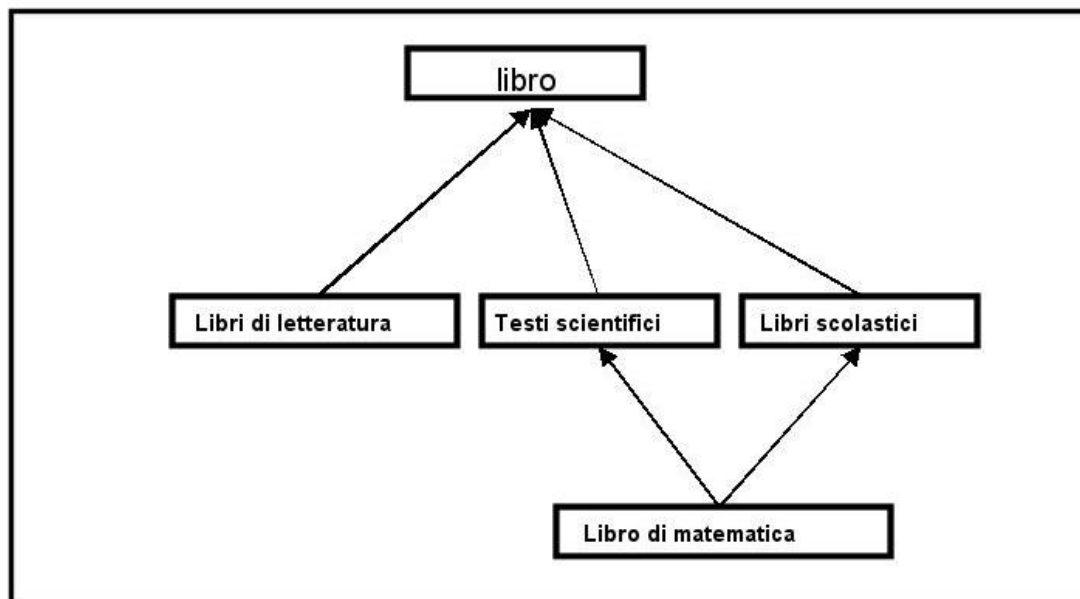 libro
Libri di letteratura
Testi scientifici
Libri scolastici
Libro di matematica